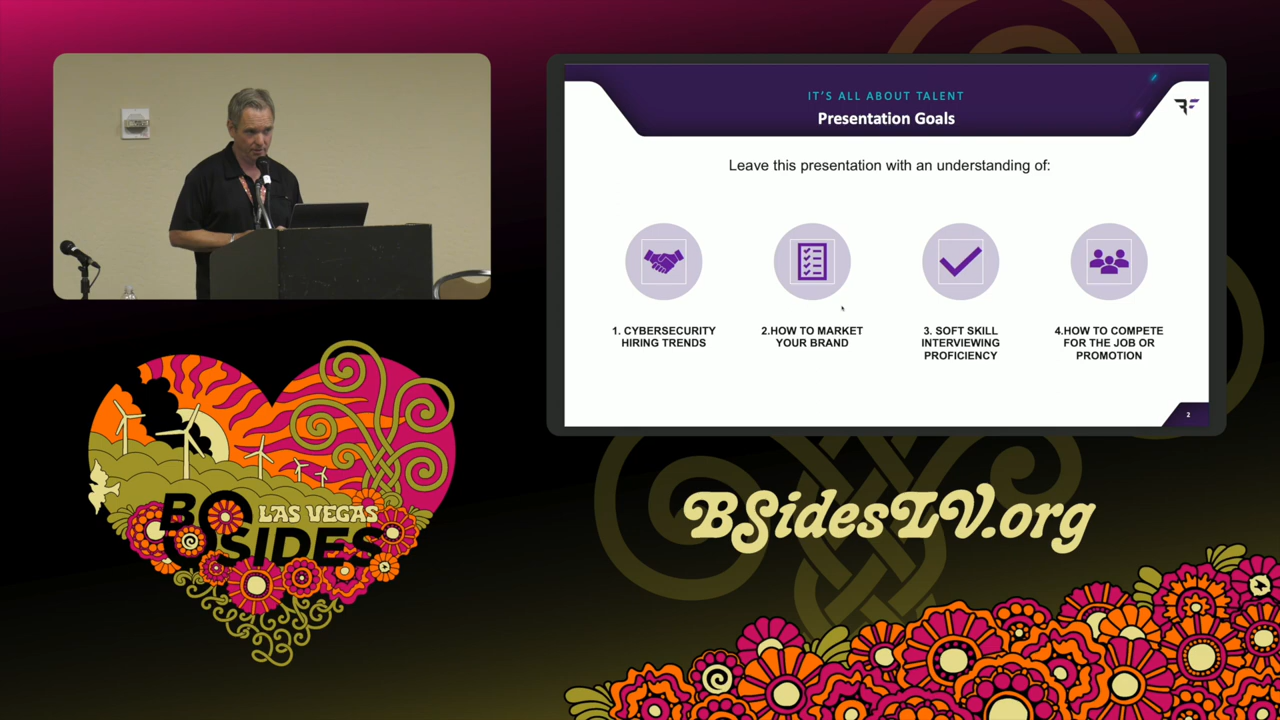 IT'S ALL ABOUT TALENT
Presentation Goals
Leave this presentation with an understanding of:
1. CYBERSECURITY
HIRING TRENDS
2.HOW TO MARKET
YOUR BRAND
3. SOFT SKILL
INTERVIEWING
PROFICIENCY
4.HOW TO COMPETE
FOR THE JOB OR
PROMOTION
2
LAS VEGAS
BSIDES
BSidesLV.org
23